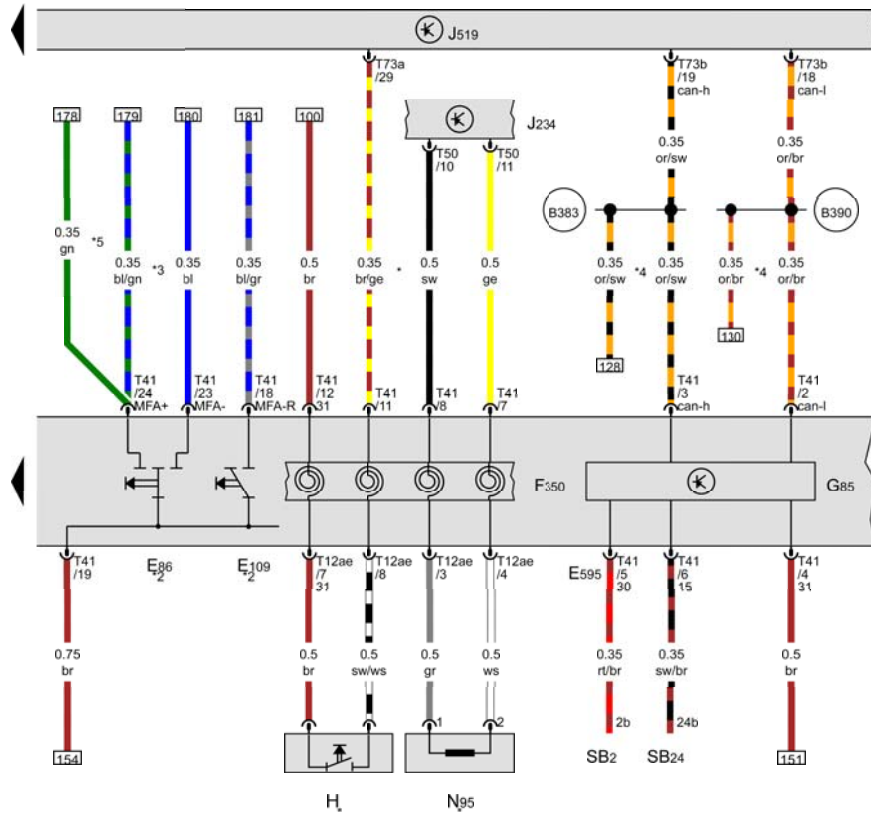 J519
T73a
/29
T73b
/19
can-h
T73b
/18
can-l
178
179
180
181
100
J234
T50
/10
T50
/11
0.35
or/sw
0.35
or/br
B383
B390
0.35
gn
*5
0.35
bl/gn
*3
0.35
bl
0.35
bl/gr
0.5
br
0.35
br/ge
*
0.5
sw
0.5
ge
0.35
or/sw
*4
0.35
or/sw
0.35
or/br
*4
0.35
or/br
128
130
T41
/24
MFA+
T41
/23
MFA-
T41
/18
MFA-R
T41
/12
31
T41
/11
T41
/8
T41
/7
T41
/3
can-h
T41
/2
can-l
F350
G85
T41
/19
E86
*2
E109
*2
T12ae
/7
31
T12ae
/8
T12ae
/3
T12ae
/4
E595
T41
/5
30
T41
/6
15
T41
/4
31
0.75
br
0.5
br
0.5
sw/ws
0.5
gr
0.5
ws
0.35
rt/br
0.35
sw/br
0.5
br
1
2
2b
24b
154
SB2
SB24
151
H
*
N95
*